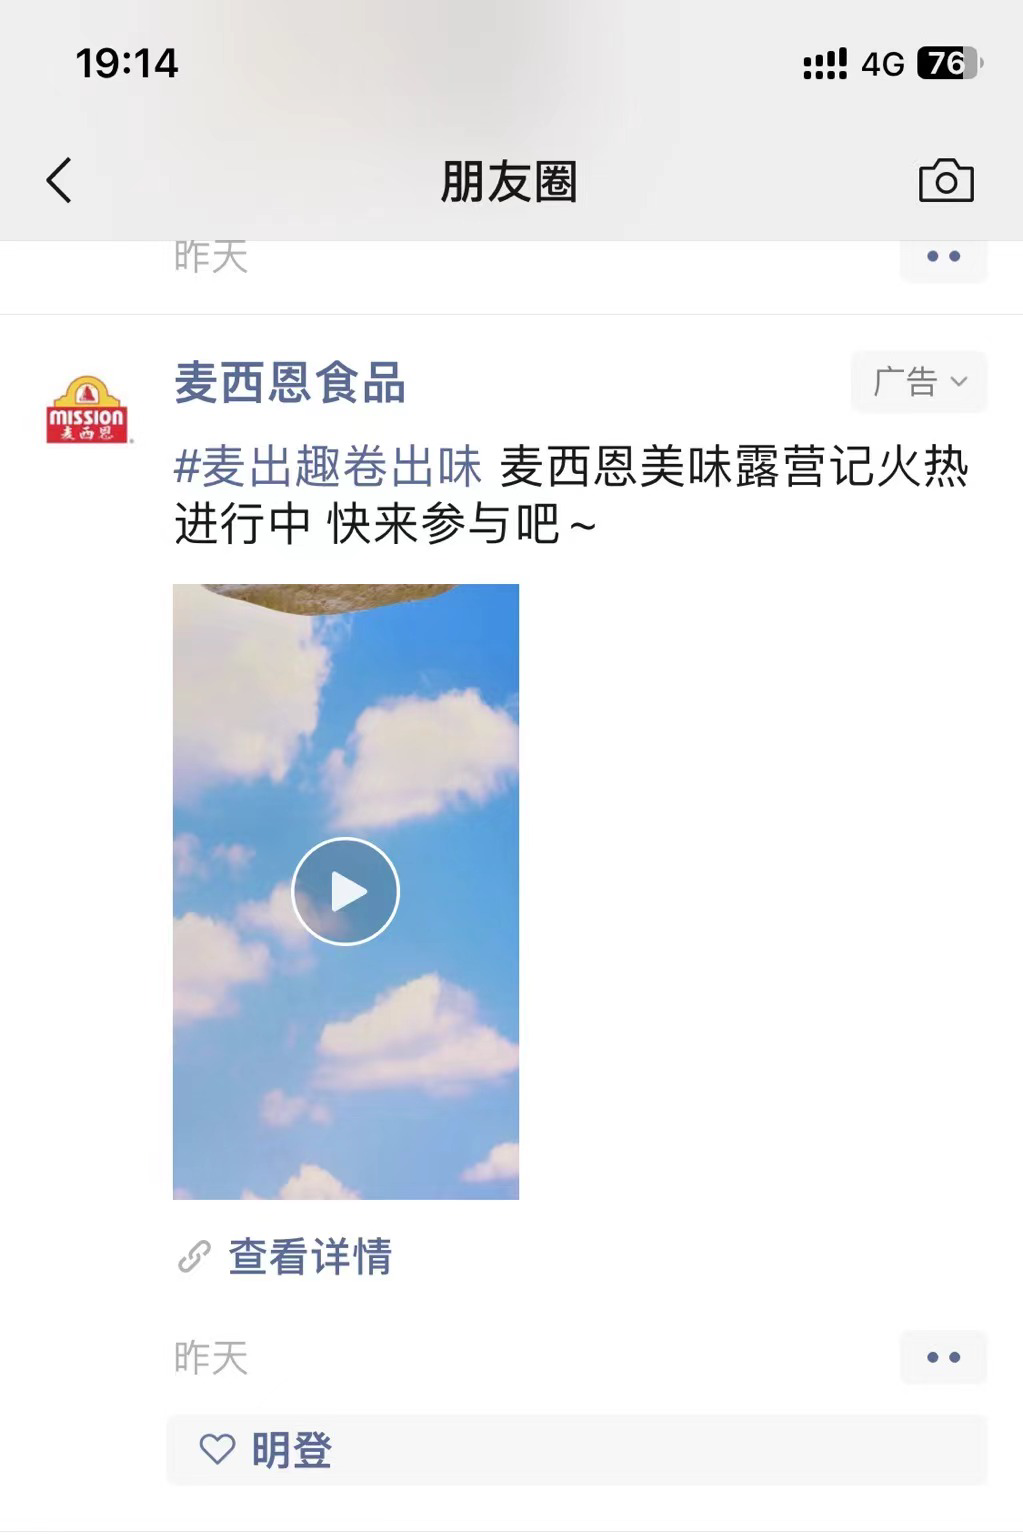 19:14
4G 76
朋友圈
昨天
麦西恩食品
广告
MISSION
麦西恩
#麦出趣卷出味 麦西恩美味露营记火热
进行中 快来参与吧~
查看详情
昨天
明登